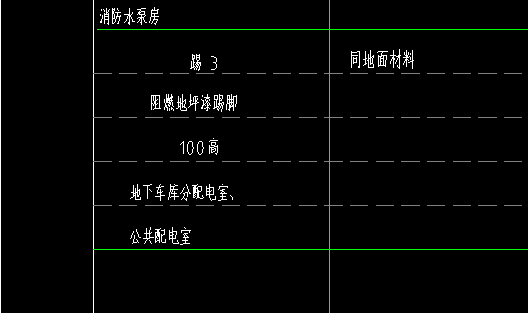 消防水泵房
踢 3
同地面材料
阻燃地坪漆踢脚
100高
地下车库分配电室、
公共配电室